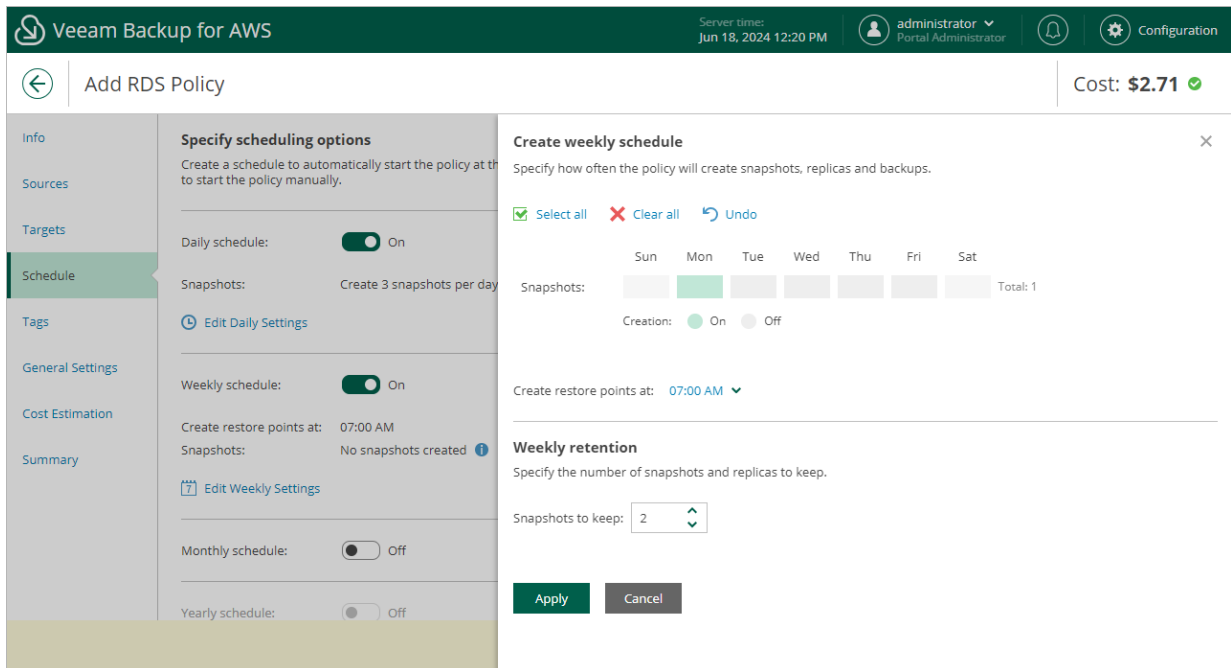 Veeam Backup for AWS
Server time:
Jun 18, 2024 12:20 PM
administrator
Portal Administrator
Configuration
Add RDS Policy
Cost: $2.71
Info
Sources
Targets
Schedule
Tags
General Settings
Cost Estimation
Summary
Specify scheduling options
Create a schedule to automatically start the policy at th
to start the policy manually.
Daily schedule: On
Snapshots: Create 3 snapshots per day
Edit Daily Settings
Weekly schedule: On
Create restore points at: 07:00 AM
Snapshots: No snapshots created
7 Edit Weekly Settings
Monthly schedule: Off
Yearly schedule: Off
Create weekly schedule
Specify how often the policy will create snapshots, replicas and backups.
Select all Clear all Undo
Sun Mon Tue Wed Thu Fri Sat
Snapshots: Total: 1
Creation: On Off
Create restore points at: 07:00 AM
Weekly retention
Specify the number of snapshots and replicas to keep.
Snapshots to keep: 2
Apply Cancel